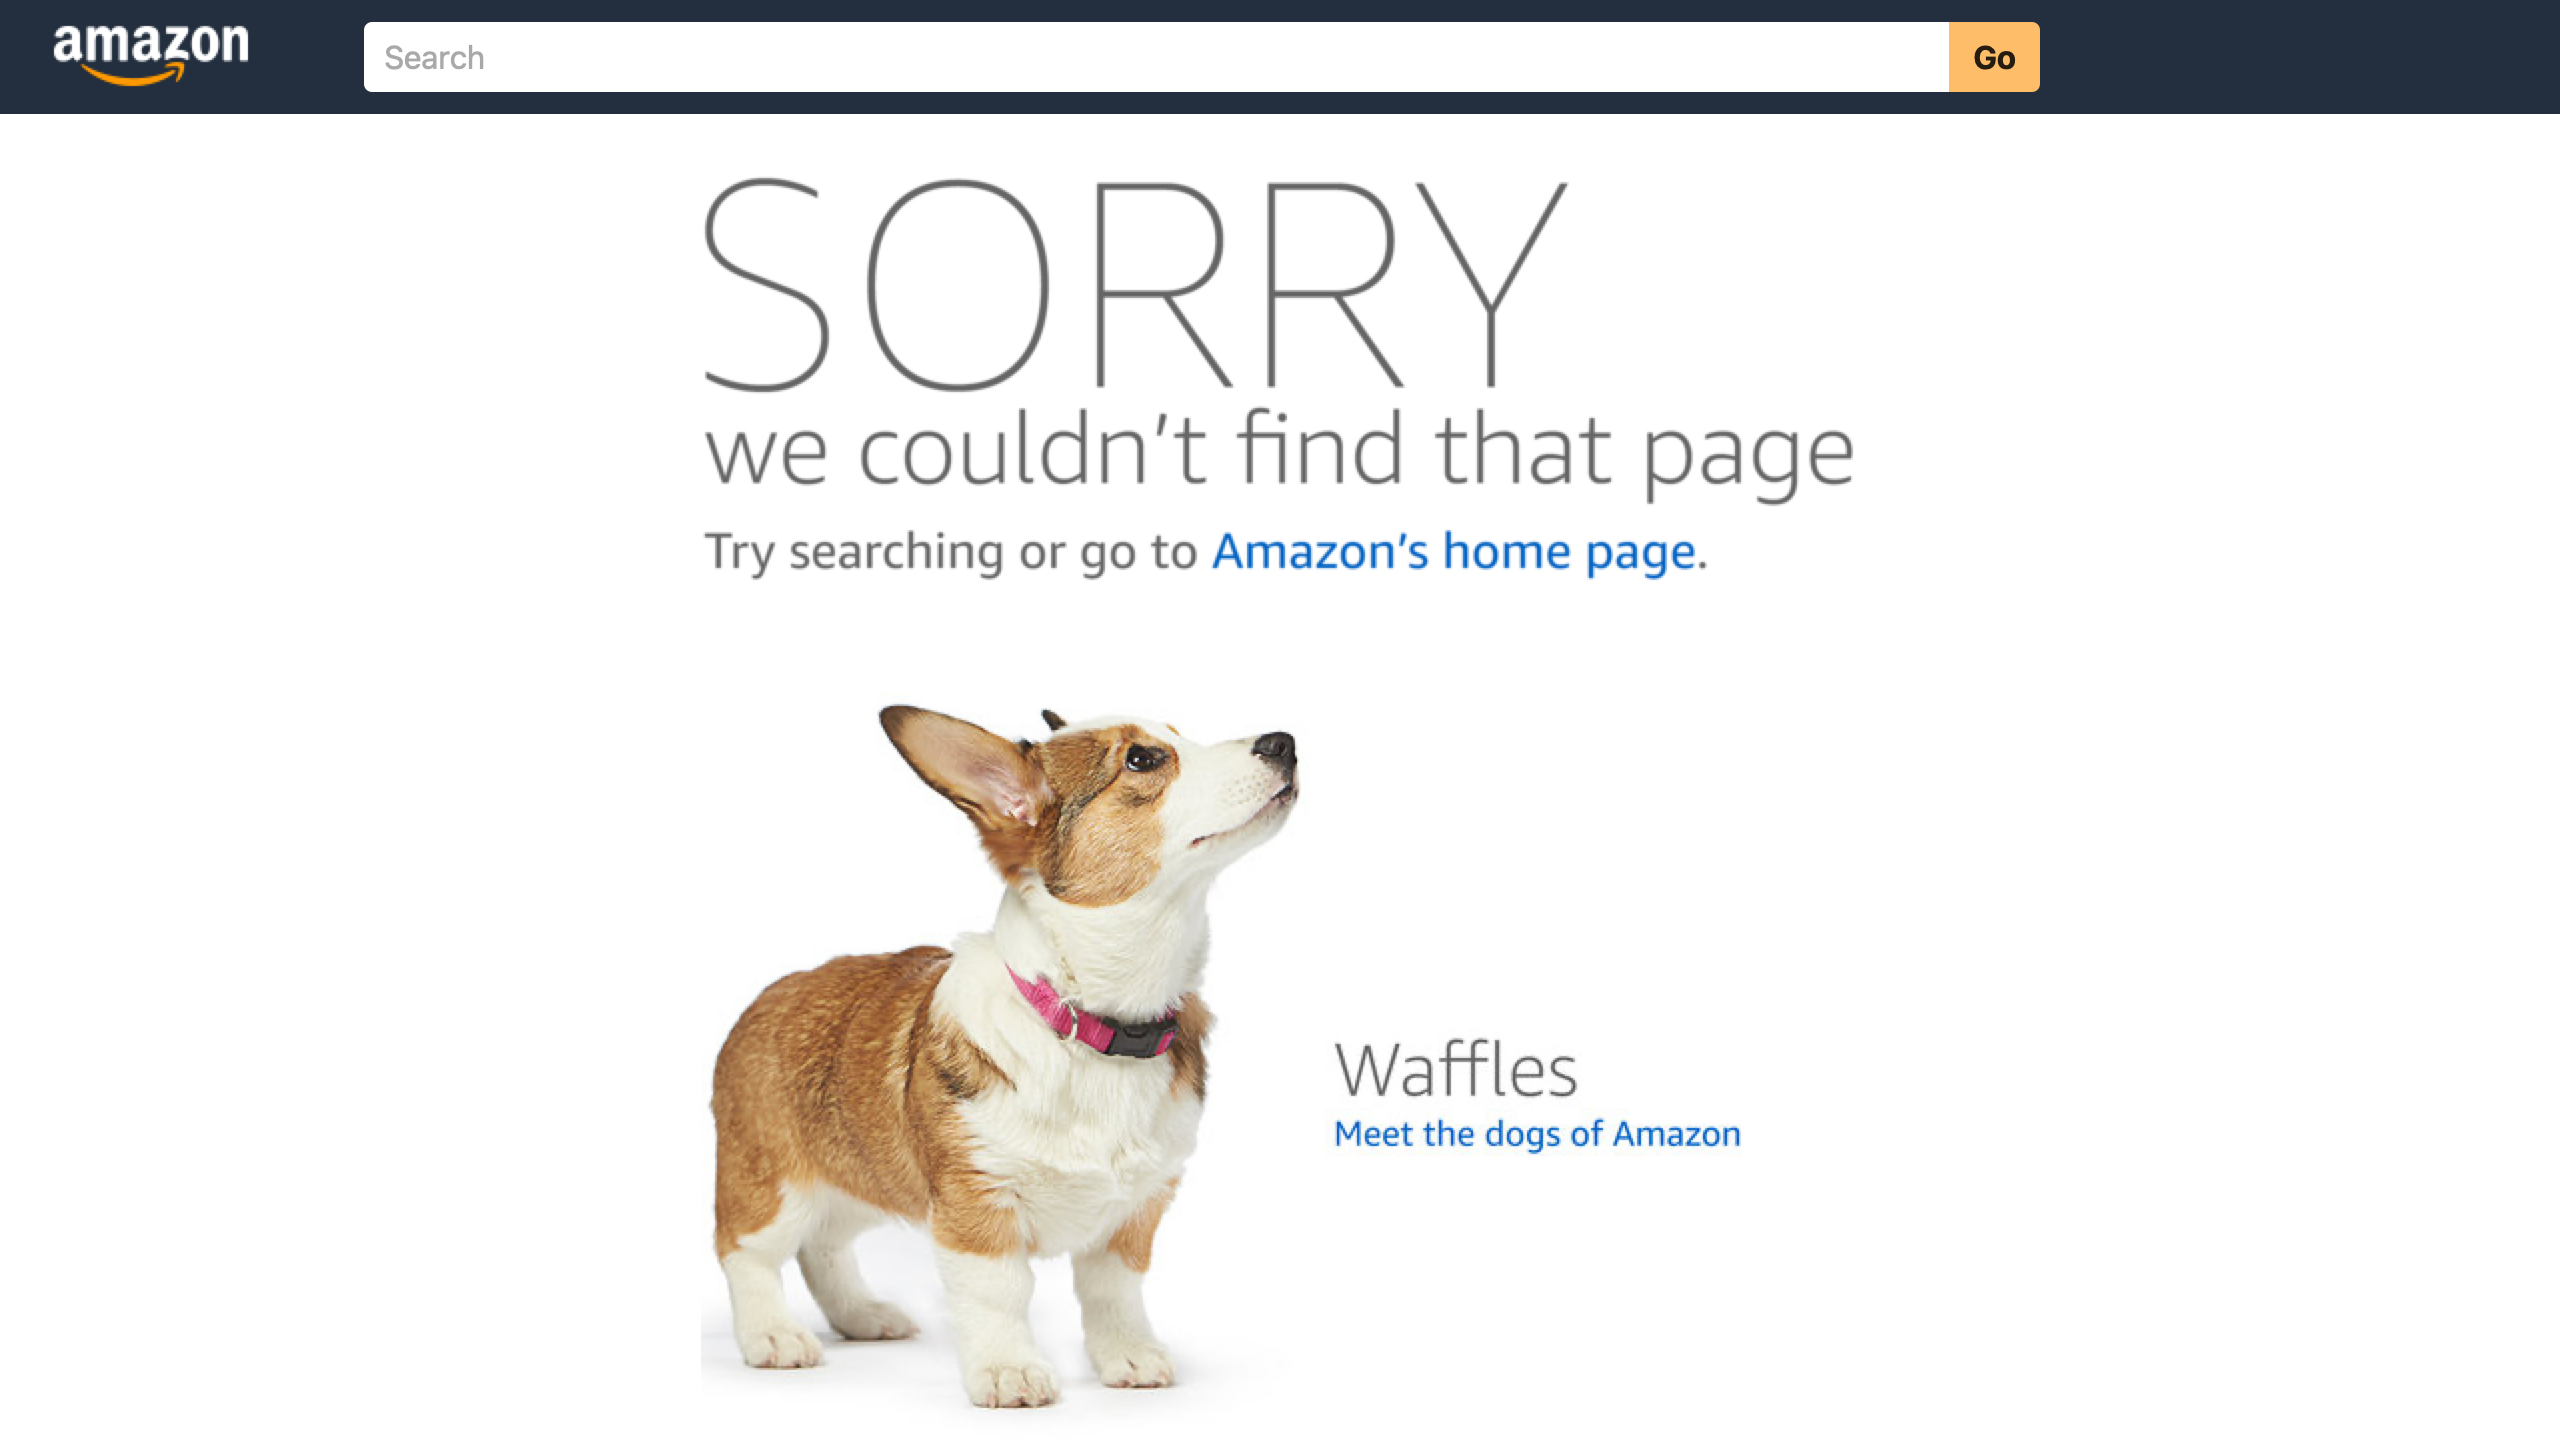 amazon
Search
Go
SORRY
we couldn't find that page
Try searching or go to Amazon's home page.
Waffles
Meet the dogs of Amazon